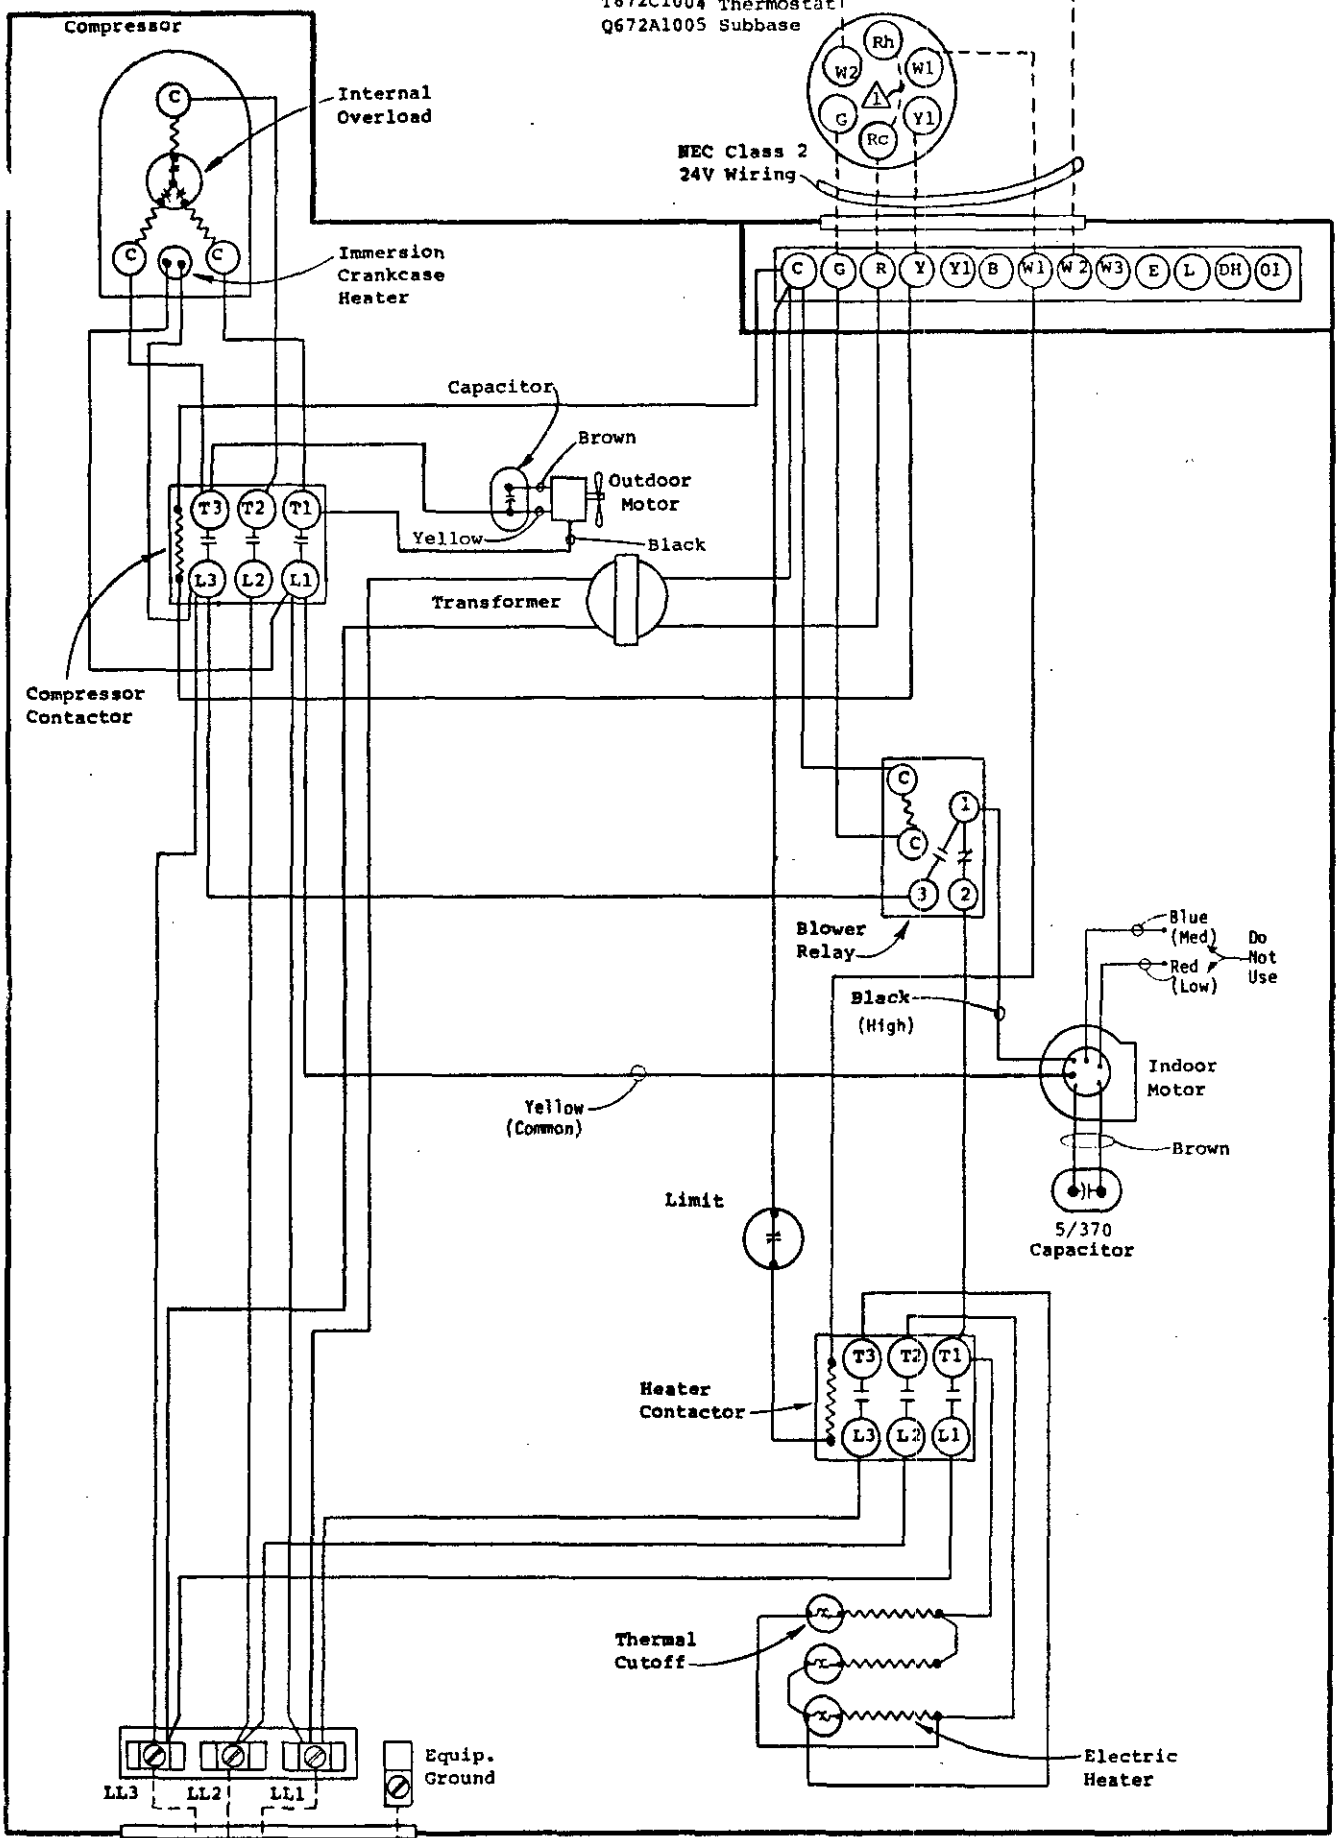 T672C1004 Thermostat
Q672A1005 Subbase
Compressor
C
Internal
Overload
Rh
W2
W1
1
G
Y1
Rc
NEC Class 2
24V Wiring
C
C
Immersion
Crankcase
Heater
C G R Y Y1 B W1 W2 W3 E L DH O1
Capacitor
Brown
Outdoor
Motor
T3 T2 T1
Yellow
Black
L3 L2 L1
Transformer
Compressor
Contactor
C
1
C
3 2
Blower
Relay
Blue
(Med)
Red
(Low)
Do
Not
Use
Black
(High)
Indoor
Motor
Yellow
(Common)
Brown
Limit
5/370
Capacitor
T3 T2 T1
Heater
Contactor
L3 L2 L1
Thermal
Cutoff
Electric
Heater
Equip.
Ground
LL3 LL2 LL1